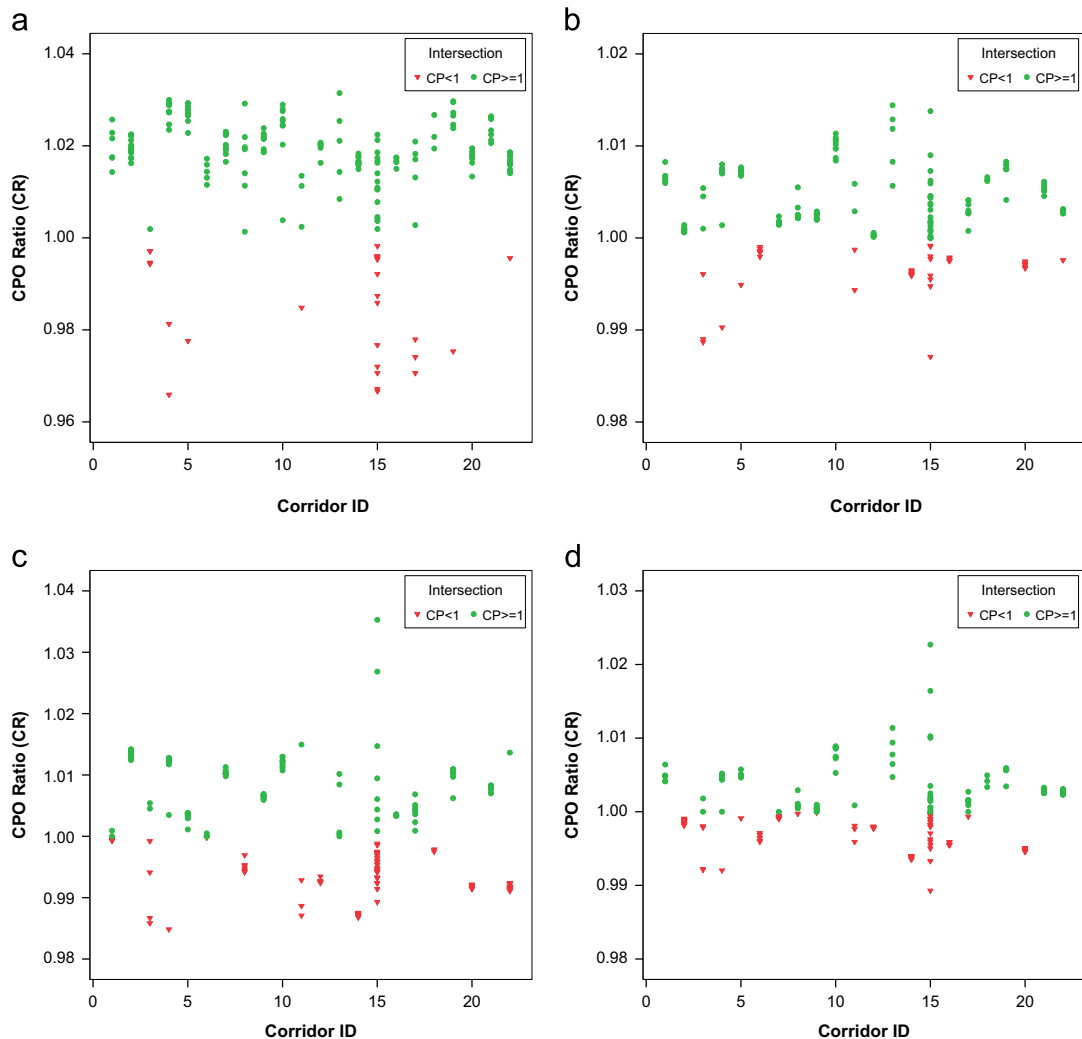 a
1.04
1.02
1.00
0.98
0.96
CPO Ratio (CR)
Intersection
CP<1 CP>=1
0 5 10 15 20
Corridor ID
b
1.02
1.01
1.00
0.99
0.98
CPO Ratio (CR)
Intersection
CP<1 CP>=1
0 5 10 15 20
Corridor ID
c
1.04
1.03
1.02
1.01
1.00
0.99
0.98
CPO Ratio (CR)
Intersection
CP<1 CP>=1
0 5 10 15 20
Corridor ID
d
1.03
1.02
1.01
1.00
0.99
0.98
CPO Ratio (CR)
Intersection
CP<1 CP>=1
0 5 10 15 20
Corridor ID